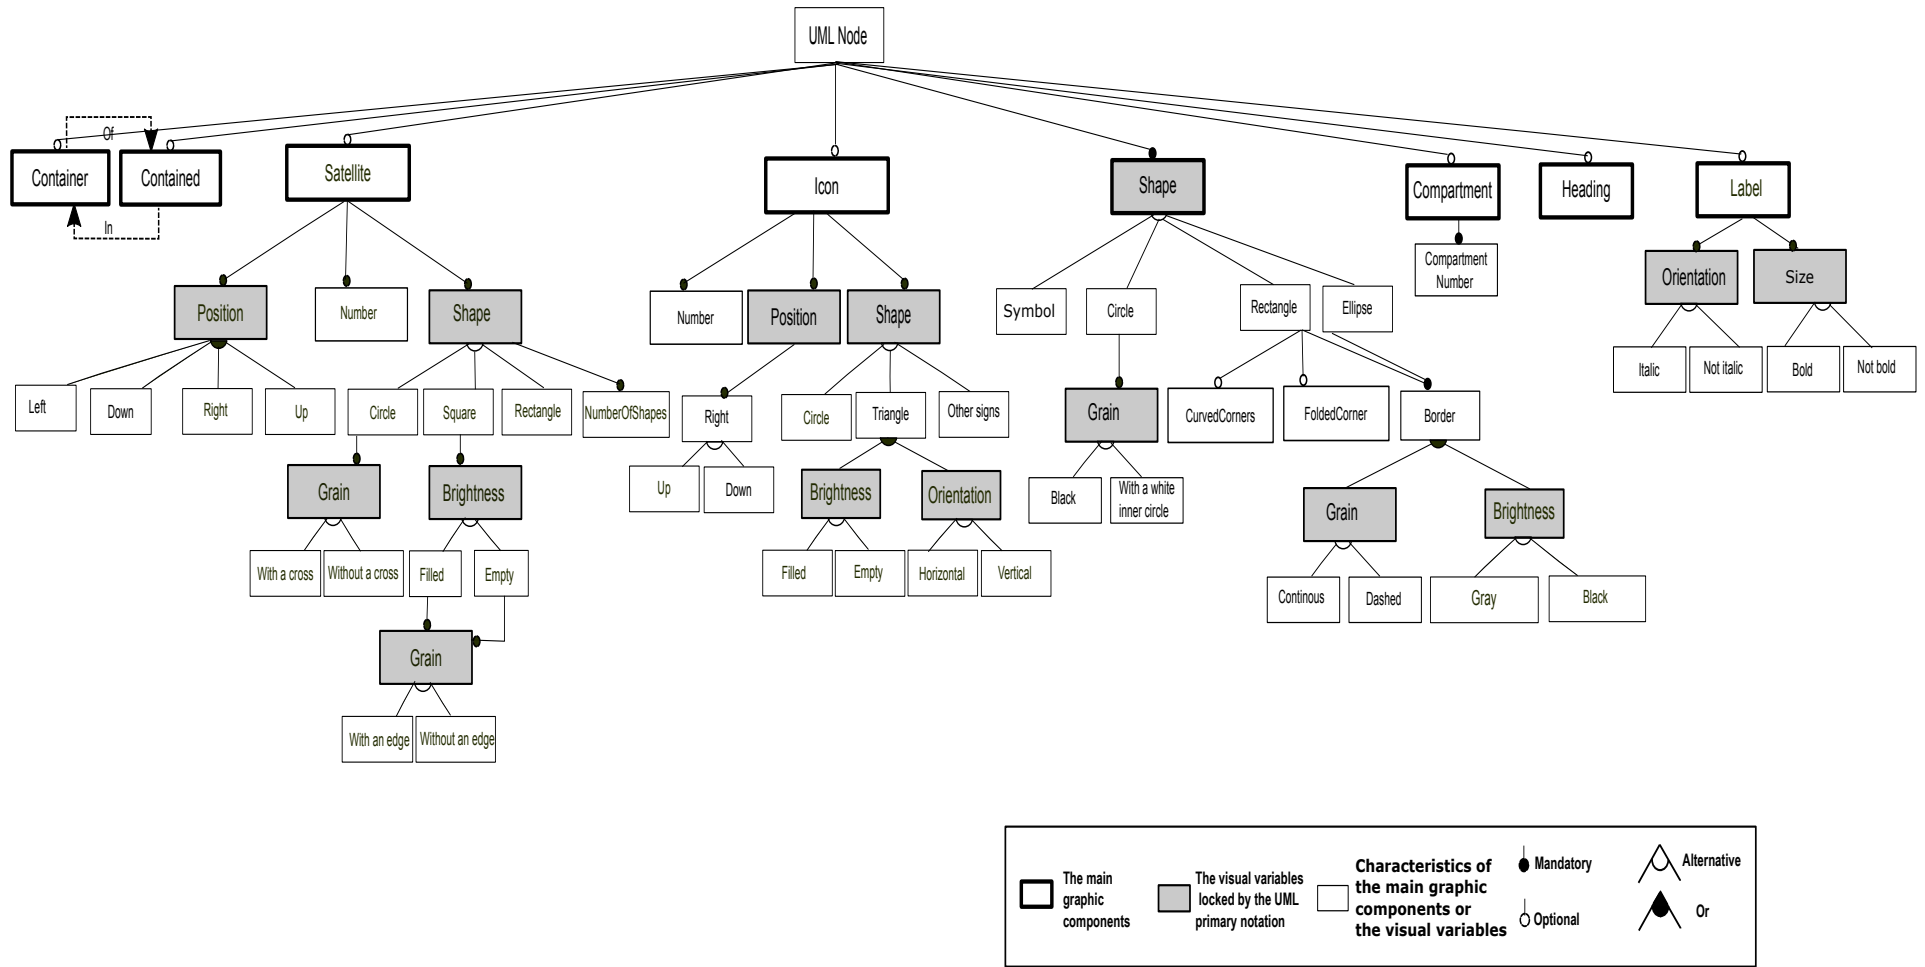 UML Node
Of
Container
Contained
In
Satellite
Icon
Shape
Compartment
Heading
Label
Compartment
Number
Orientation
Size
Position
Number
Shape
Number
Position
Shape
Symbol
Circle
Rectangle
Ellipse
Italic
Not italic
Bold
Not bold
Left
Down
Right
Up
Circle
Square
Rectangle
NumberOfShapes
Right
Circle
Triangle
Other signs
Grain
CurvedCorners
FoldedCorner
Border
Grain
Brightness
Up
Down
Brightness
Orientation
Black
With a white
inner circle
Grain
Brightness
With a cross
Without a cross
Filled
Empty
Filled
Empty
Horizontal
Vertical
Continous
Dashed
Gray
Black
Grain
With an edge
Without an edge
The main
graphic
components
The visual variables
locked by the UML
primary notation
Characteristics of
the main graphic
components or
the visual variables
Mandatory
Optional
Alternative
Or